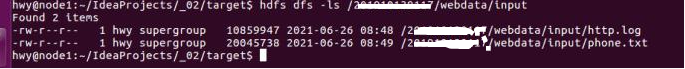 hwy@node1:~/IdeaProjects/_02/target$ hdfs dfs -ls /webdata/input
Found 2 items
-rw-r--r-- 1 hwy supergroup 10859947 2021-06-26 08:48 /webdata/input/http.log
-rw-r--r-- 1 hwy supergroup 20045738 2021-06-26 08:49 /webdata/input/phone.txt
hwy@node1:~/IdeaProjects/_02/target$